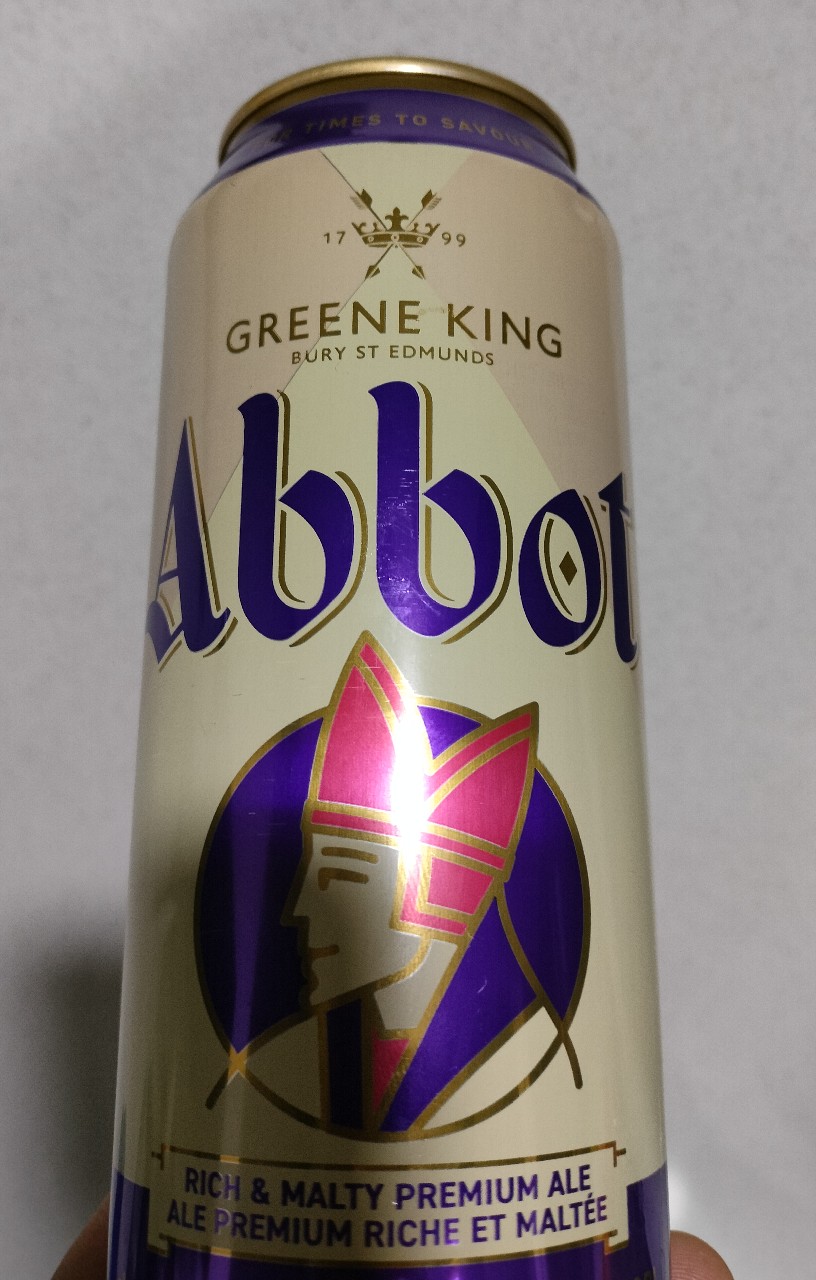 TIMES TO SAVOUR
17 99
GREENE KING
BURY ST EDMUNDS
Abbot
RICH & MALTY PREMIUM ALE
ALE PREMIUM RICHE ET MALTÉE